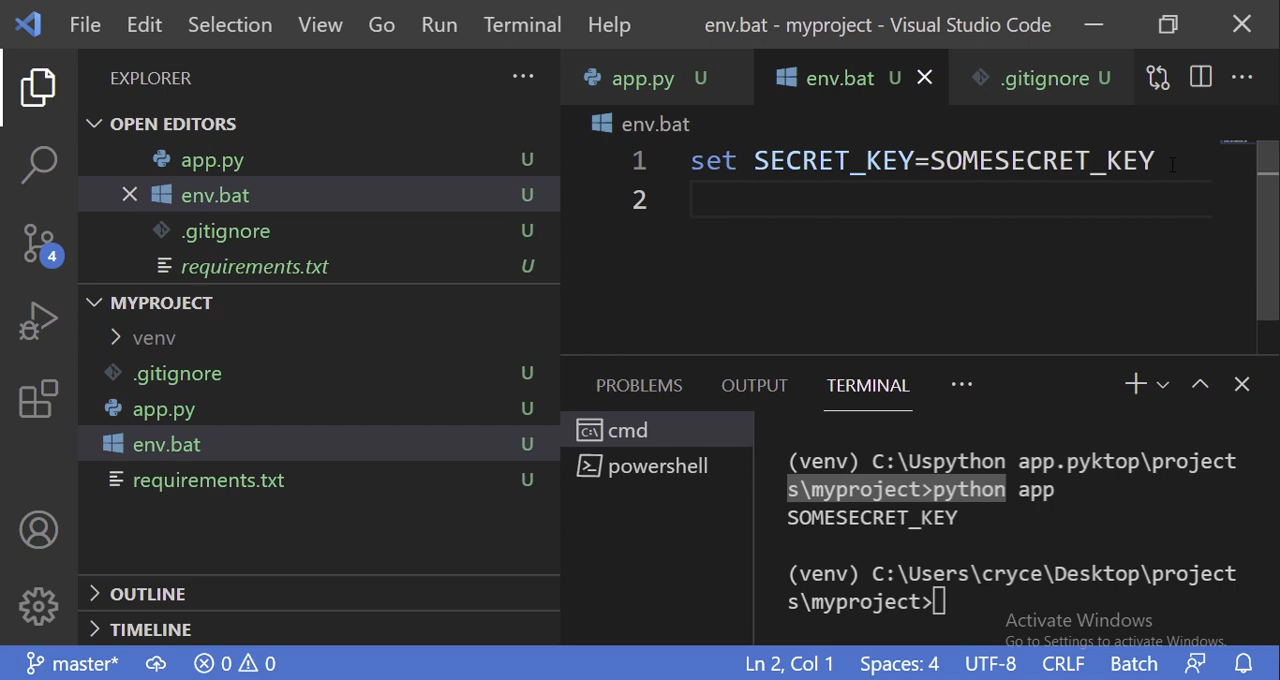 File Edit Selection View Go Run Terminal Help env.bat - myproject - Visual Studio Code
EXPLORER
OPEN EDITORS
app.py U
env.bat U
.gitignore U
requirements.txt U
MYPROJECT
venv
.gitignore U
app.py U
env.bat U
requirements.txt U
OUTLINE
TIMELINE
4
app.py U env.bat U .gitignore U
env.bat
1 set SECRET_KEY=SOMESECRET_KEY
2
PROBLEMS OUTPUT TERMINAL
cmd
powershell
(venv) C:\Uspython app.pyktop\project
s\myproject>python app
SOMESECRET_KEY
(venv) C:\Users\cryce\Desktop\project
s\myproject>
Activate Windows
Go to Settings to activate Windows.
master* 0 0 Ln 2, Col 1 Spaces: 4 UTF-8 CRLF Batch